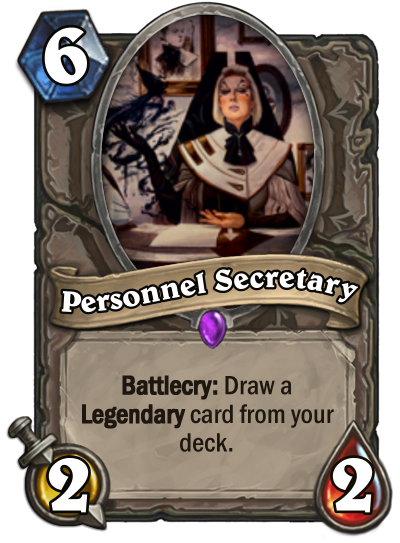 6
Personnel Secretary
Battlecry: Draw a
Legendary card from your
deck.
2
2